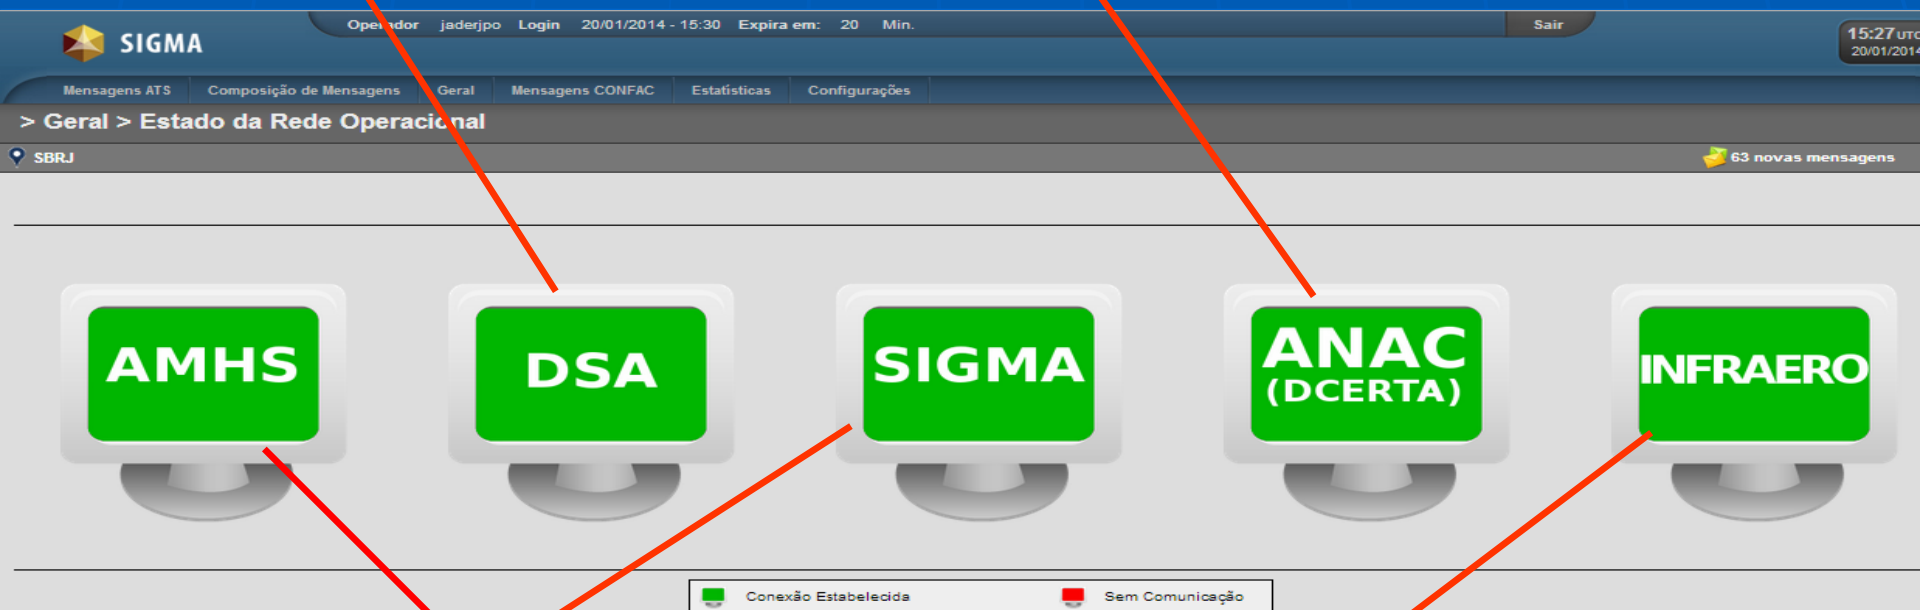 Operador jaderjpo Login 20/01/2014 - 15:30 Expira em: 20 Min.
Sair
SIGMA
15:27 UTC
20/01/2014
Mensagens ATS Composição de Mensagens Geral Mensagens CONFAC Estatísticas Configurações
> Geral > Estado da Rede Operacional
SBRJ
63 novas mensagens
AMHS
DSA
SIGMA
ANAC
(DCERTA)
INFRAERO
Conexão Estabelecida
Sem Comunicação